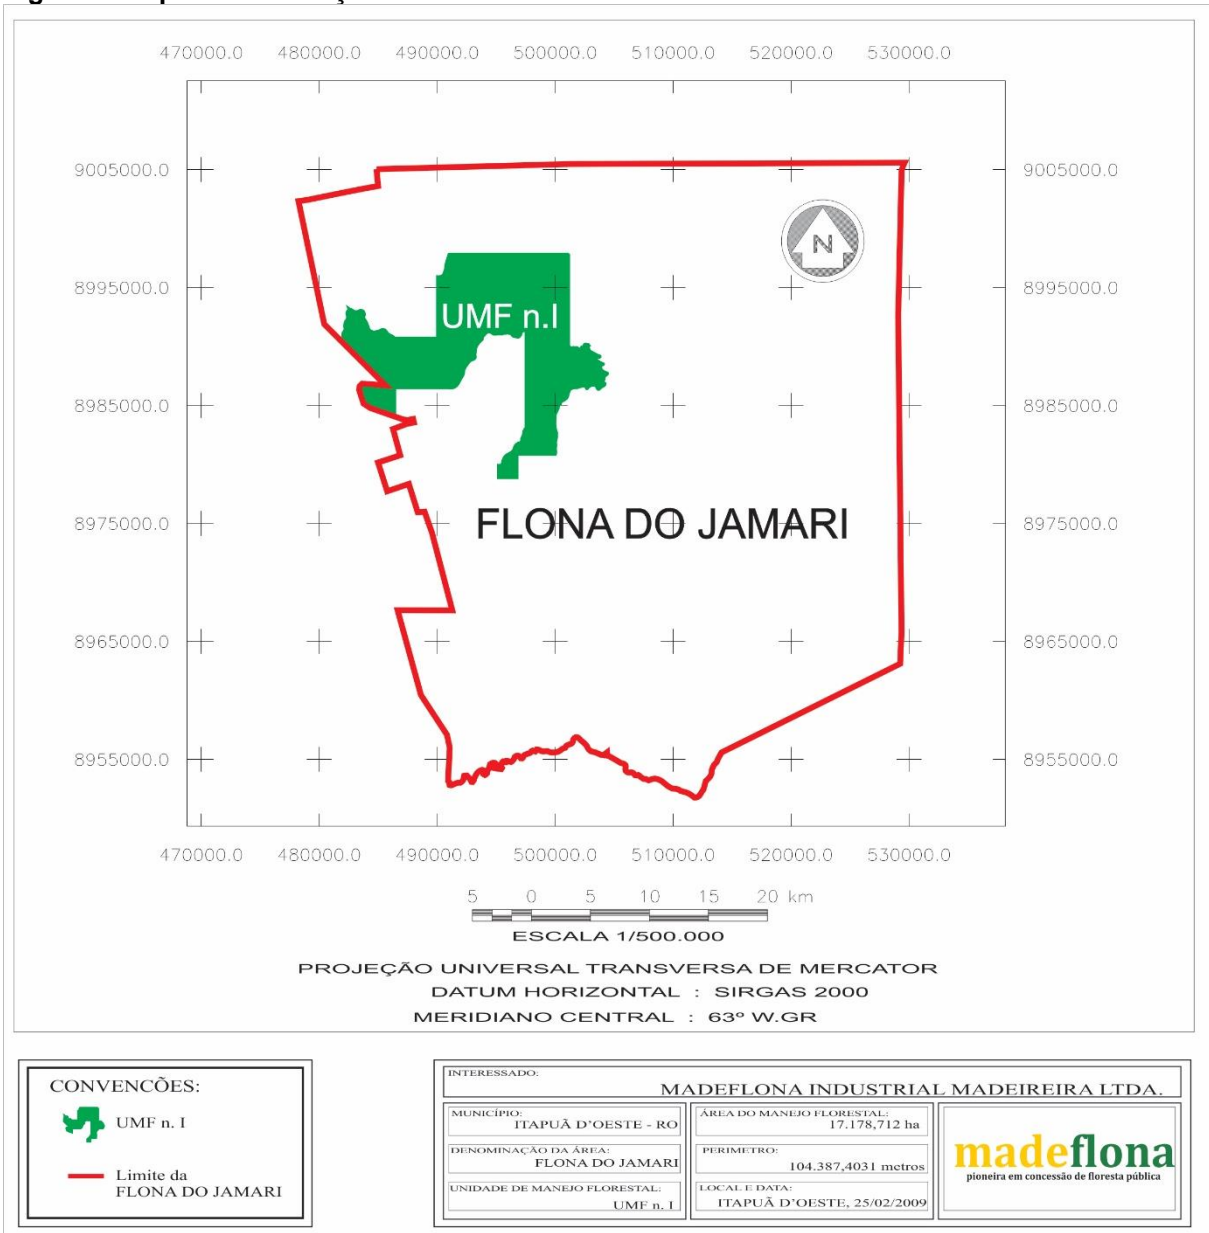 470000.0 480000.0 490000.0 500000.0 510000.0 520000.0 530000.0
9005000.0 9005000.0
N
8995000.0 8995000.0
UMF n.I
8985000.0 8985000.0
FLONA DO JAMARI
8975000.0 8975000.0
8965000.0 8965000.0
8955000.0 8955000.0
470000.0 480000.0 490000.0 500000.0 510000.0 520000.0 530000.0
5 0 5 10 15 20 km
ESCALA 1/500.000
PROJEÇÃO UNIVERSAL TRANSVERSA DE MERCATOR
DATUM HORIZONTAL : SIRGAS 2000
MERIDIANO CENTRAL : 63º W.GR
CONVENCÕES:
UMF n. I
Limite da
FLONA DO JAMARI
INTERESSADO:
MADEFLONA INDUSTRIAL MADEIREIRA LTDA.
MUNICÍPIO:
ITAPUÃ D'OESTE - RO
ÁREA DO MANEJO FLORESTAL:
17.178,712 ha
DENOMINAÇÃO DA ÁREA:
FLONA DO JAMARI
PERIMETRO:
104.387,4031 metros
UNIDADE DE MANEJO FLORESTAL:
UMF n. I
LOCAL E DATA:
ITAPUÃ D'OESTE, 25/02/2009
madeflona
pioneira em concessão de floresta pública